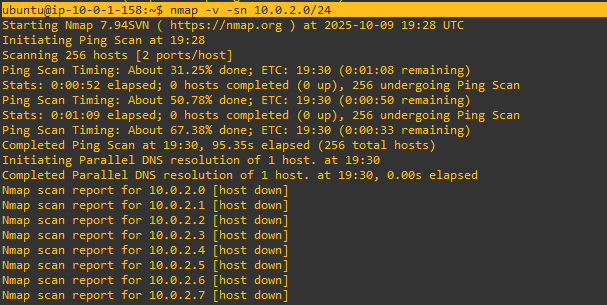 ubuntu@ip-10-0-1-158:~$ nmap -v -sn 10.0.2.0/24
Starting Nmap 7.94SVN ( https://nmap.org ) at 2025-10-09 19:28 UTC
Initiating Ping Scan at 19:28
Scanning 256 hosts [2 ports/host]
Ping Scan Timing: About 31.25% done; ETC: 19:30 (0:01:08 remaining)
Stats: 0:00:52 elapsed; 0 hosts completed (0 up), 256 undergoing Ping Scan
Ping Scan Timing: About 50.78% done; ETC: 19:30 (0:00:50 remaining)
Stats: 0:01:09 elapsed; 0 hosts completed (0 up), 256 undergoing Ping Scan
Ping Scan Timing: About 67.38% done; ETC: 19:30 (0:00:33 remaining)
Completed Ping Scan at 19:30, 95.35s elapsed (256 total hosts)
Initiating Parallel DNS resolution of 1 host. at 19:30
Completed Parallel DNS resolution of 1 host. at 19:30, 0.00s elapsed
Nmap scan report for 10.0.2.0 [host down]
Nmap scan report for 10.0.2.1 [host down]
Nmap scan report for 10.0.2.2 [host down]
Nmap scan report for 10.0.2.3 [host down]
Nmap scan report for 10.0.2.4 [host down]
Nmap scan report for 10.0.2.5 [host down]
Nmap scan report for 10.0.2.6 [host down]
Nmap scan report for 10.0.2.7 [host down]